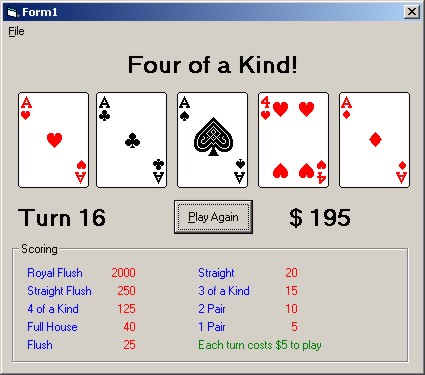 Form1
File
Four of a Kind!
A A A 4 A
A A A 4 A
Turn 16 Play Again $ 195
Scoring
Royal Flush 2000 Straight 20
Straight Flush 250 3 of a Kind 15
4 of a Kind 125 2 Pair 10
Full House 40 1 Pair 5
Flush 25 Each turn costs $5 to play